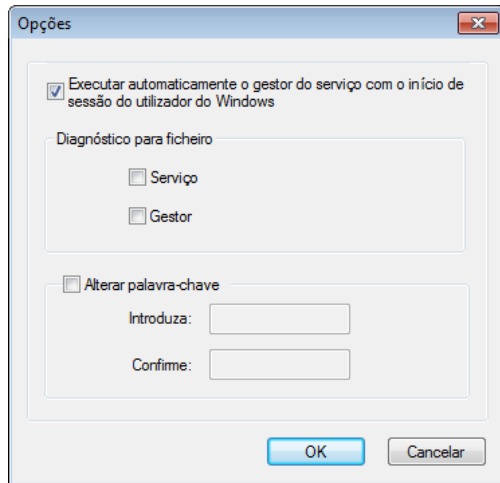 Opções
Executar automaticamente o gestor do serviço com o início de
sessão do utilizador do Windows
Diagnóstico para ficheiro
Serviço
Gestor
Alterar palavra-chave
Introduza:
Confirme:
OK
Cancelar